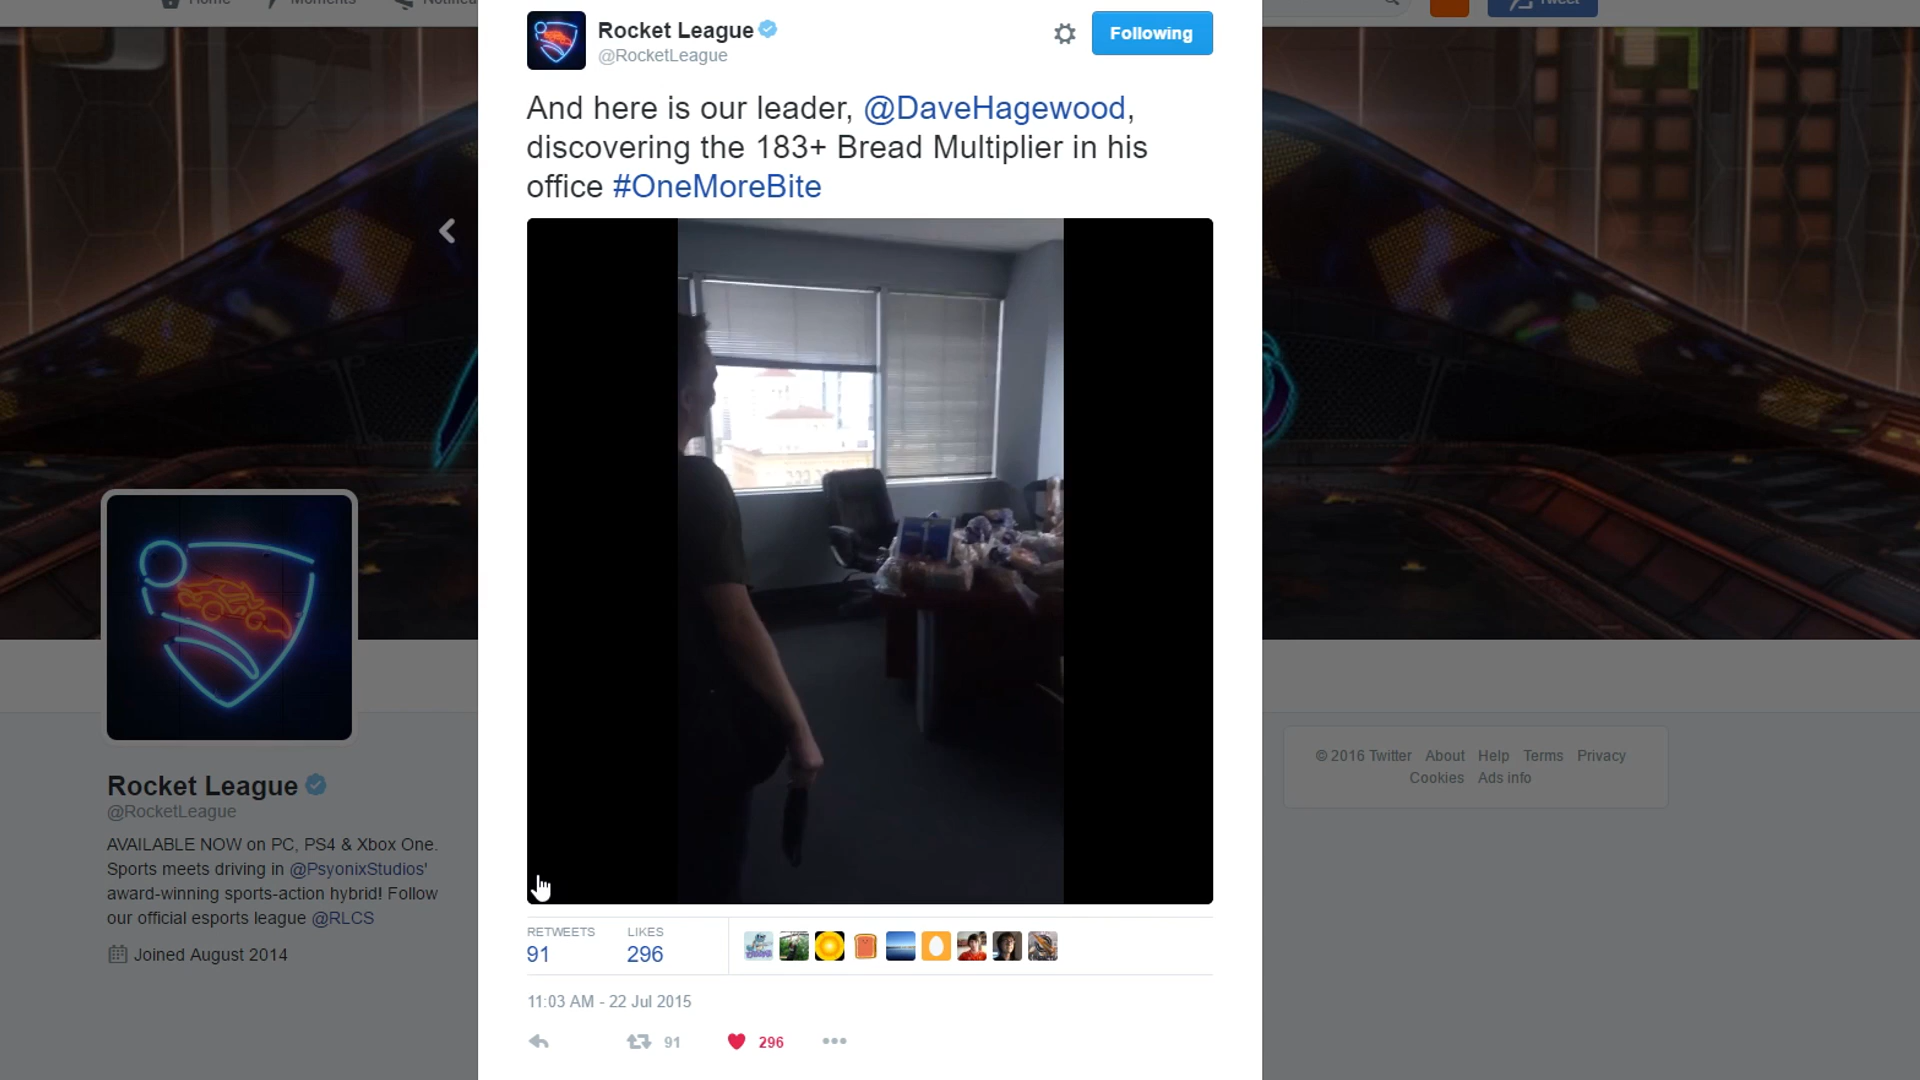 Home
Moments
Tweet
Rocket League
@RocketLeague
Following
And here is our leader, @DaveHagewood,
discovering the 183+ Bread Multiplier in his
office #OneMoreBite
RETWEETS
91
LIKES
296
11:03 AM - 22 Jul 2015
91
296
Rocket League
@RocketLeague
AVAILABLE NOW on PC, PS4 & Xbox One.
Sports meets driving in @PsyonixStudios'
award-winning sports-action hybrid! Follow
our official esports league @RLCS
Joined August 2014
© 2016 Twitter About Help Terms Privacy
Cookies Ads info